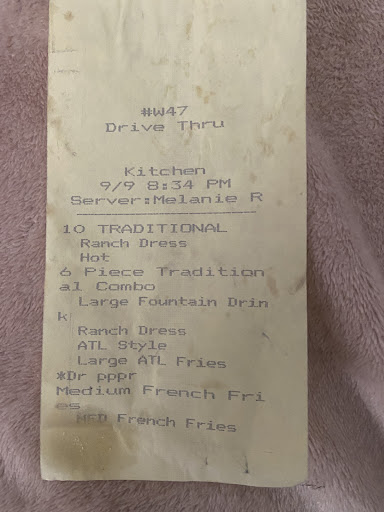 #W47
Drive Thru
Kitchen
9/9 8:34 PM
Server:Melanie R
10 TRADITIONAL
Ranch Dress
Hot
6 Piece Tradition
al Combo
Large Fountain Drin
k
Ranch Dress
ATL Style
Large ATL Fries
*Dr pppr
Medium French Fri
es
MED French Fries